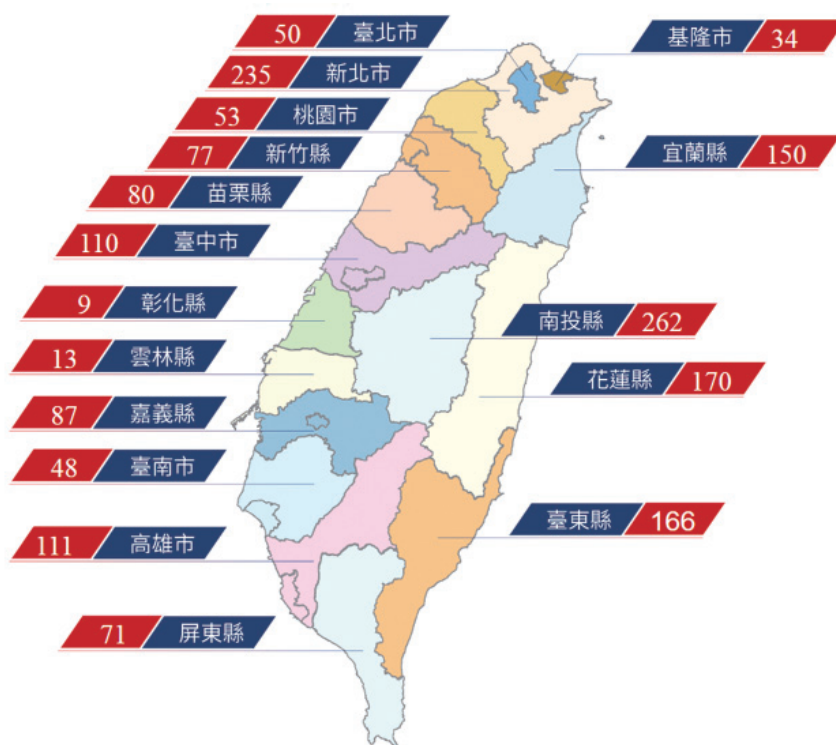 50 臺北市
基隆市 34
235 新北市
53 桃園市
77 新竹縣
宜蘭縣 150
80 苗栗縣
110 臺中市
9 彰化縣
南投縣 262
13 雲林縣
花蓮縣 170
87 嘉義縣
48 臺南市
臺東縣 166
111 高雄市
71 屏東縣